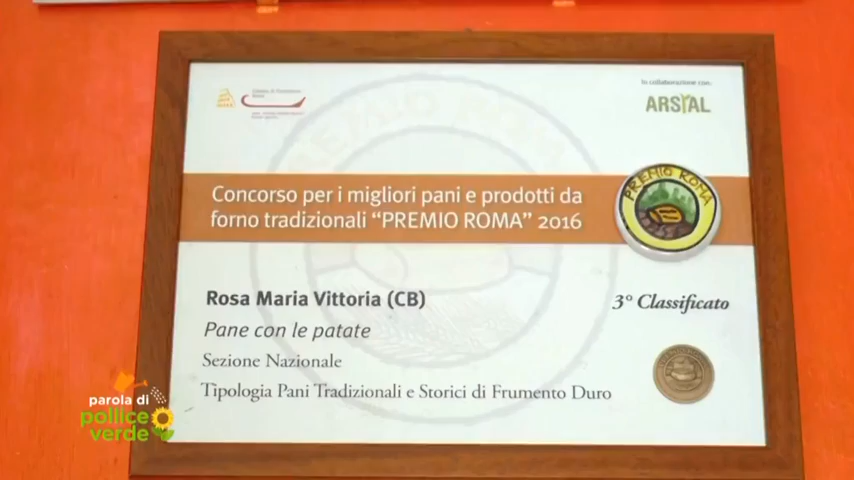 In collaborazione con:
ARSIAL
Concorso per i migliori pani e prodotti da
forno tradizionali "PREMIO ROMA" 2016
PREMIO ROMA
Rosa Maria Vittoria (CB)
3° Classificato
Pane con le patate
Sezione Nazionale
Tipologia Pani Tradizionali e Storici di Frumento Duro
parola di
pollice
verde